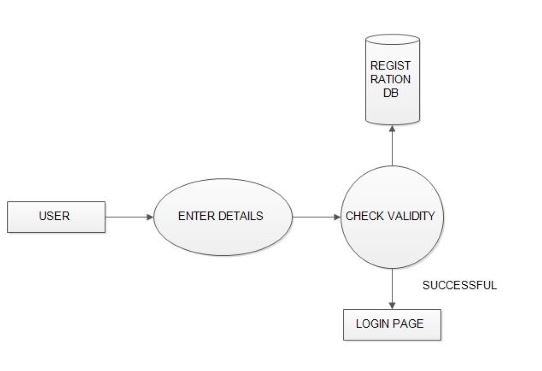 REGIST
RATION
DB
USER
ENTER DETAILS
CHECK VALIDITY
SUCCESSFUL
LOGIN PAGE